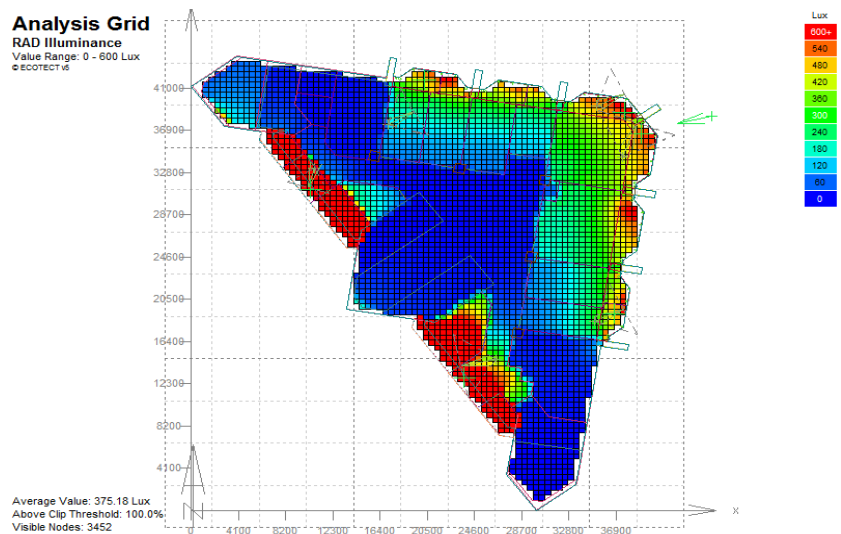 Analysis Grid
RAD Illuminance
Value Range: 0 - 600 Lux
© ECOTECT v5
Lux
600+
540
480
420
360
300
240
180
120
60
0
41000
36900
32800
28700
24600
20500
16400
12300
8200
4100
Average Value: 375.18 Lux
Above Clip Threshold: 100.0%
Visible Nodes: 3452
0 4100 8200 12300 16400 20500 24600 28700 32800 36900
X